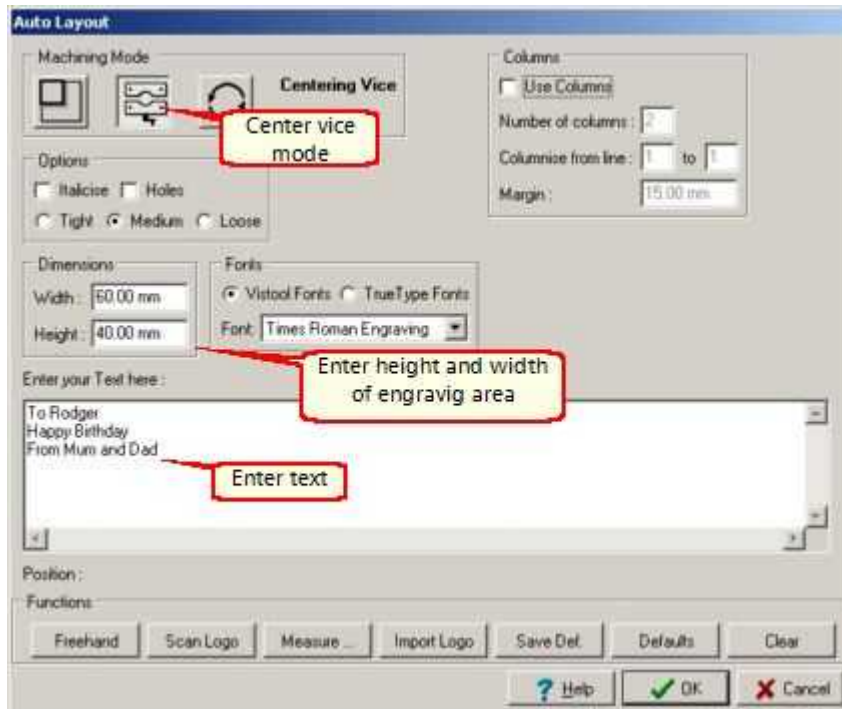 Auto Layout
Machining Mode
Centering Vice
Center vice
mode
Columns
Use Columns
Number of columns : 2
Columnise from line : 1 to 1
Margin : 15.00 mm
Options
Italicise Holes
Tight Medium Loose
Dimensions
Width : 60.00 mm
Height : 40.00 mm
Fonts
Vistool Fonts TrueType Fonts
Font Times Roman Engraving
Enter height and width
of engravig area
Enter your Text here :
To Rodger
Happy Birthday
From Mum and Dad
Enter text
Position :
Functions
Freehand Scan Logo Measure ... Import Logo Save Def. Defaults Clear
? Help OK Cancel